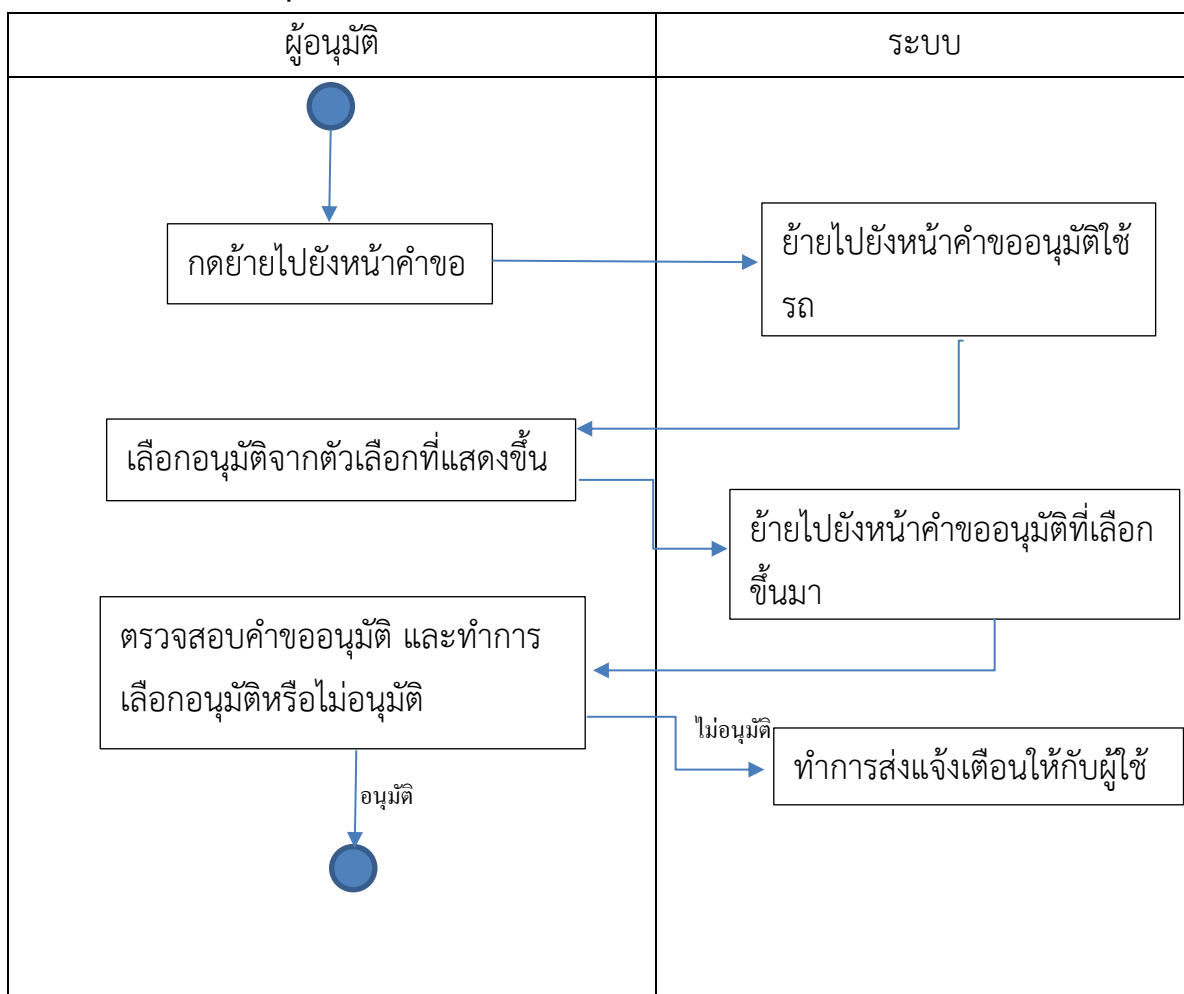 ผู้อนุมัติ
ระบบ
กดย้ายไปยังหน้าคำขอ
ย้ายไปยังหน้าคำขออนุมัติใช้
รถ
เลือกอนุมัติจากตัวเลือกที่แสดงขึ้น
ย้ายไปยังหน้าคำขออนุมัติที่เลือก
ขึ้นมา
ตรวจสอบคำขออนุมัติ และทำการ
เลือกอนุมัติหรือไม่อนุมัติ
ไม่อนุมัติ
ทำการส่งแจ้งเตือนให้กับผู้ใช้
อนุมัติ